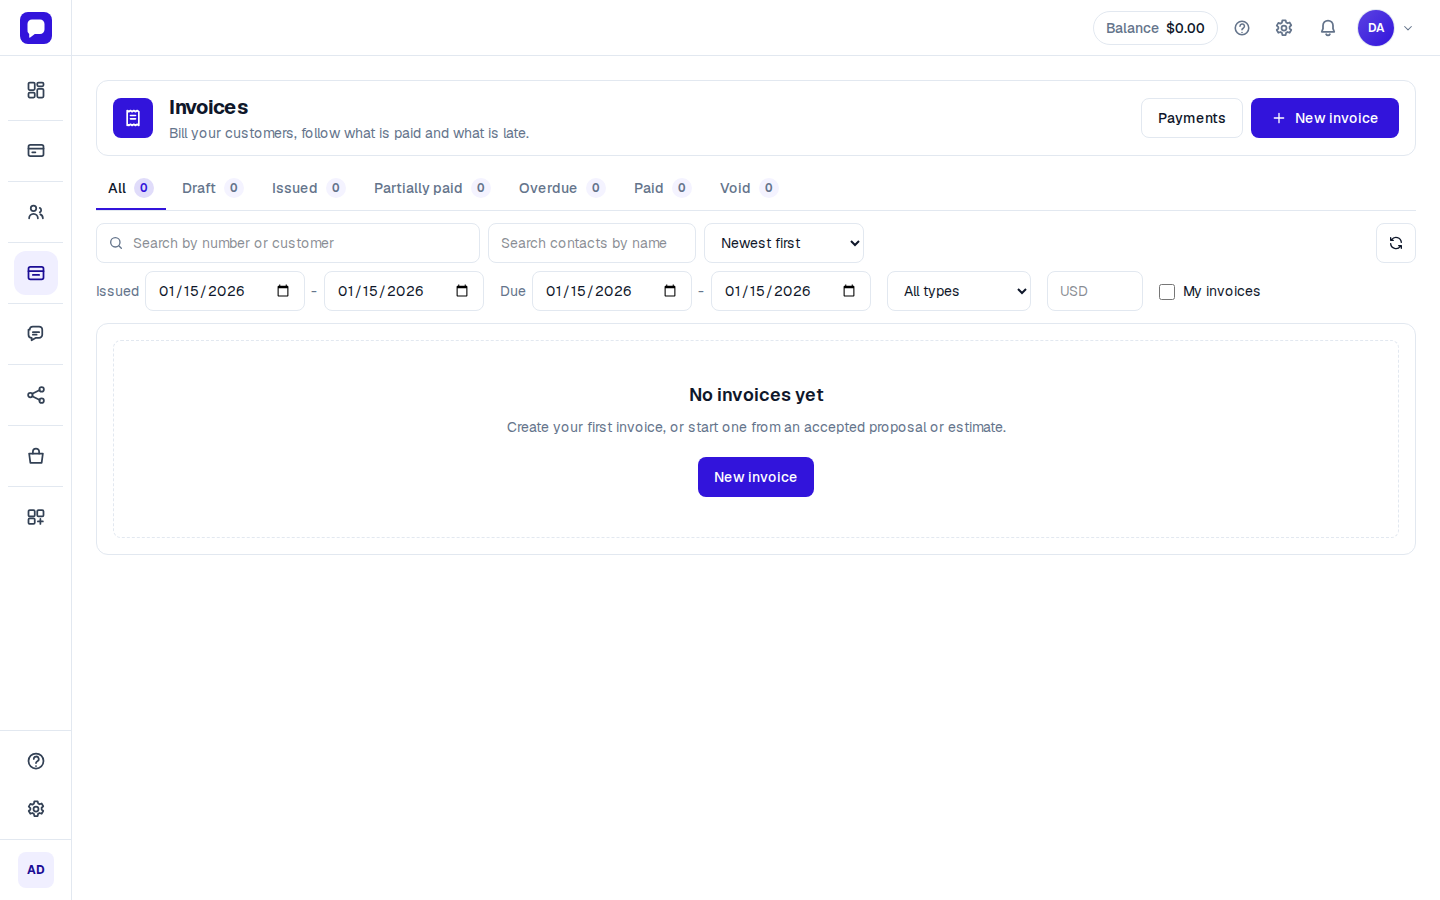 Balance $0.00
DA
Invoices
Bill your customers, follow what is paid and what is late.
Payments
New invoice
All 0
Draft 0
Issued 0
Partially paid 0
Overdue 0
Paid 0
Void 0
Search by number or customer
Search contacts by name
Newest first
Issued 01/15/2026 - 01/15/2026
Due 01/15/2026 - 01/15/2026
All types
USD
My invoices
No invoices yet
Create your first invoice, or start one from an accepted proposal or estimate.
New invoice
AD